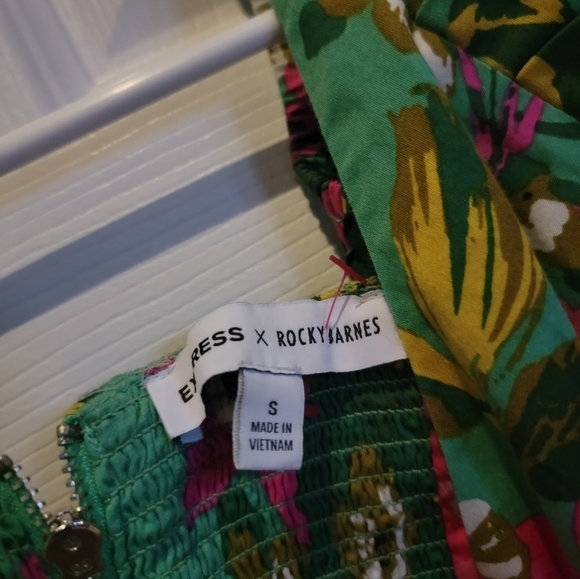 EXPRESS X ROCKY BARNES
S
MADE IN
VIETNAM